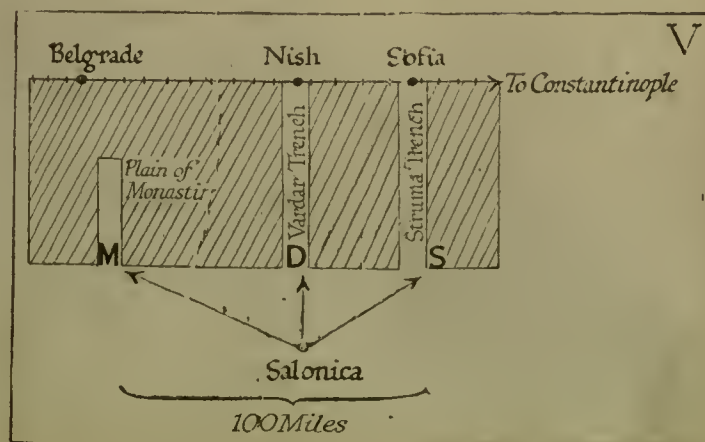 V
Belgrade Nish Sofia
To Constantinople
Plain of
Monastir
Vardar Trench
Struma Trench
M D S
Salonica
100 Miles